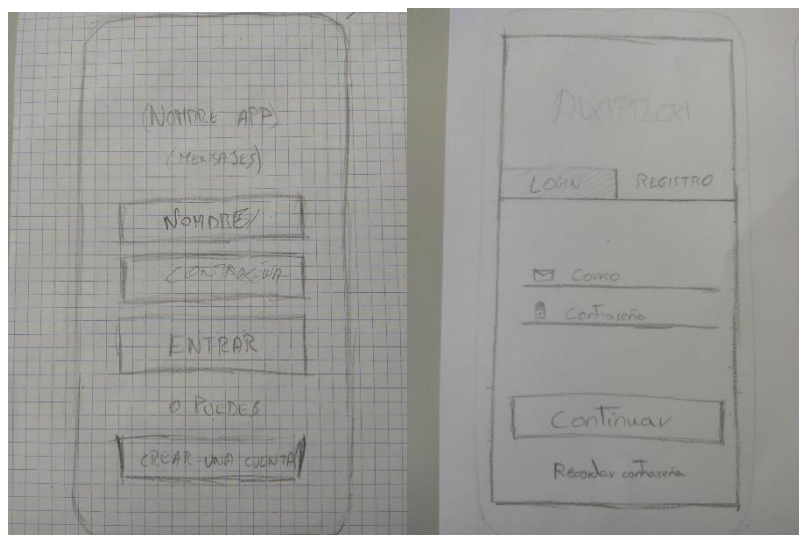 (NOMBRE APP)
(MENSAJES)
NOMBRE
CONTRASEÑA
ENTRAR
O PUEDES
CREAR UNA CUENTA
LOGIN REGISTRO
Correo
Contraseña
Continuar
Recordar contraseña